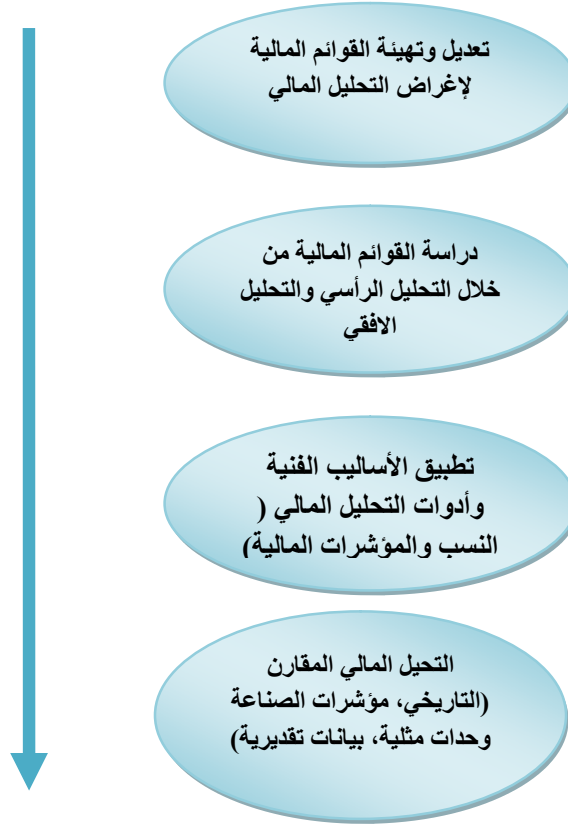 تعديل وتهيئة القوائم المالية
لإغراض التحليل المالي
دراسة القوائم المالية من
خلال التحليل الرأسي والتحليل
الافقي
تطبيق الأساليب الفنية
وأدوات التحليل المالي (
النسب والمؤشرات المالية)
التحيل المالي المقارن
(التاريخي، مؤشرات الصناعة
وحدات مثلية، بيانات تقديرية)